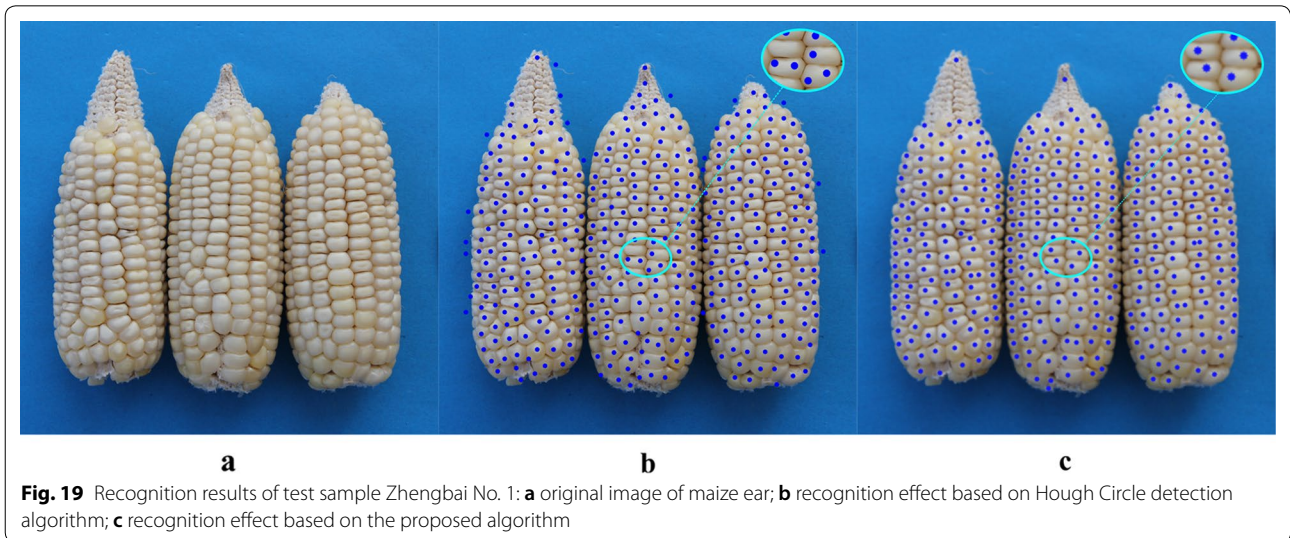 a b c
Fig. 19 Recognition results of test sample Zhengbai No. 1: a original image of maize ear; b recognition effect based on Hough Circle detection
algorithm; c recognition effect based on the proposed algorithm